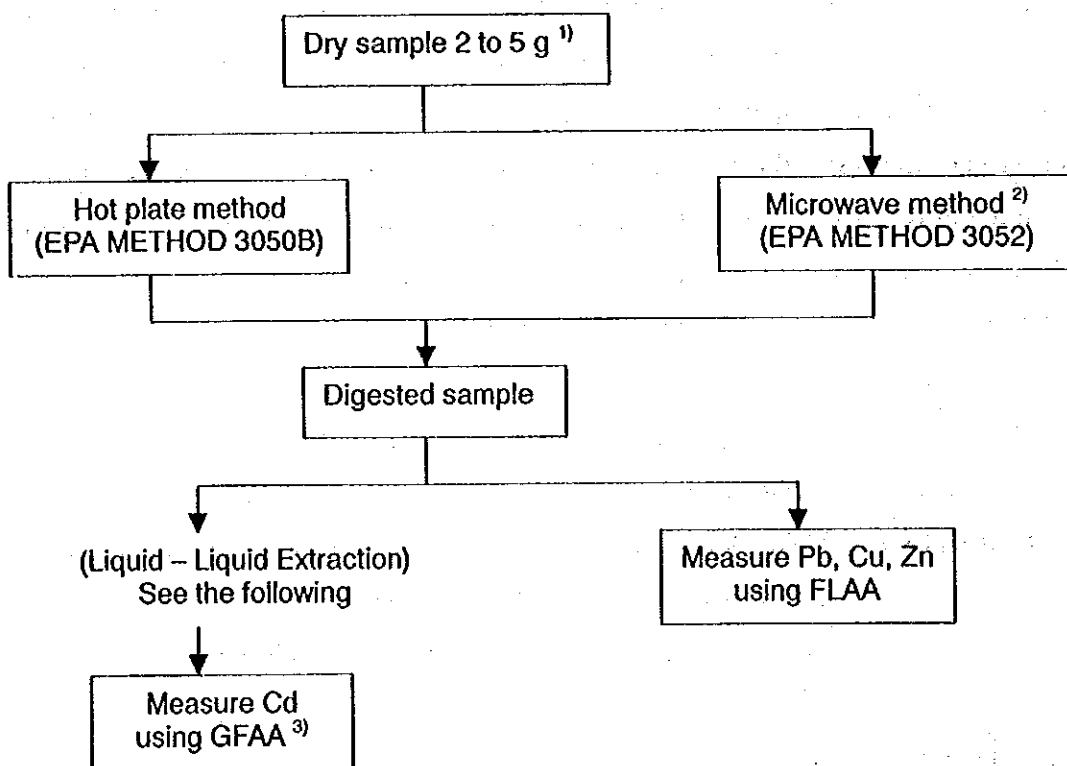 Dry sample 2 to 5 g 1)
Hot plate method
(EPA METHOD 3050B)
Microwave method 2)
(EPA METHOD 3052)
Digested sample
(Liquid – Liquid Extraction)
See the following
Measure Pb, Cu, Zn
using FLAA
Measure Cd
using GFAA 3)